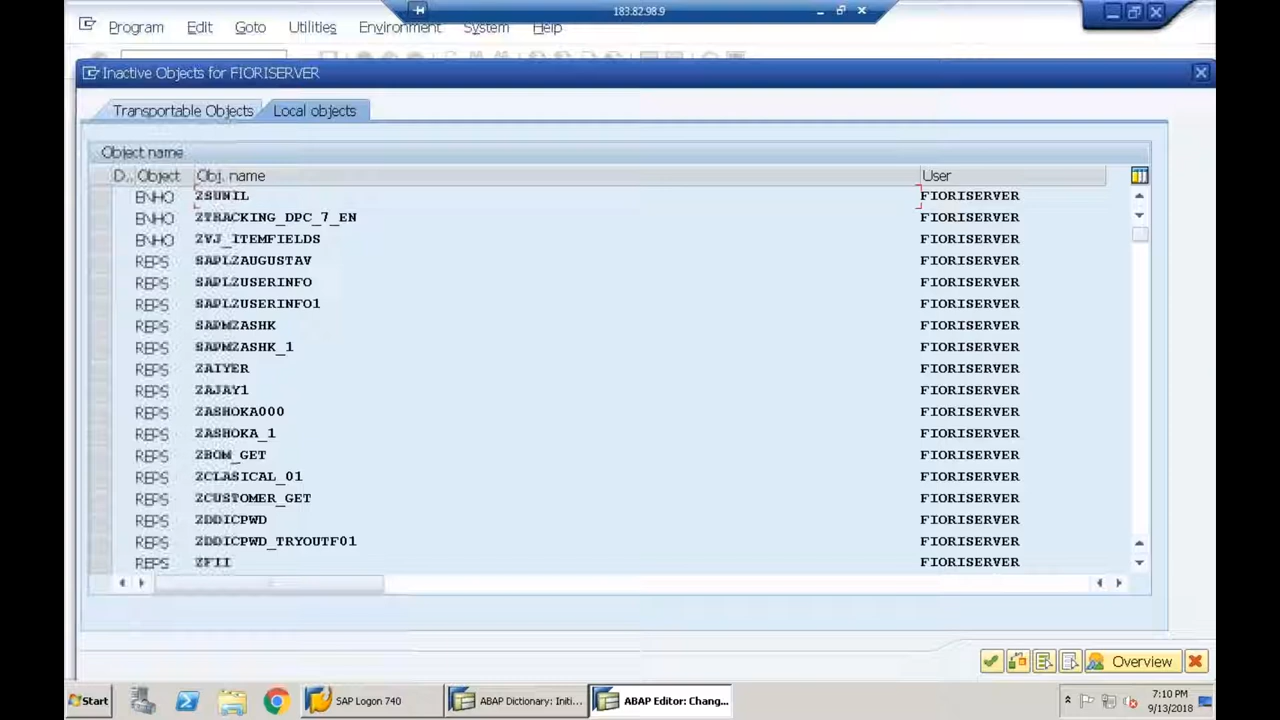 183.82.98.9
Program Edit Goto Utilities Environment System Help
Inactive Objects for FIORISERVER
Transportable Objects Local objects
Object name
D.. Object Obj. name User
ENHO ZSUNIL FIORISERVER
ENHO ZTRACKING_DPC_7_EN FIORISERVER
ENHO ZVJ_ITEMFIELDS FIORISERVER
REPS SAPLZAUGUSTAV FIORISERVER
REPS SAPLZUSERINFO FIORISERVER
REPS SAPLZUSERINFO1 FIORISERVER
REPS SAPMZASHK FIORISERVER
REPS SAPMZASHK_1 FIORISERVER
REPS ZAIYER FIORISERVER
REPS ZAJAY1 FIORISERVER
REPS ZASHOKA000 FIORISERVER
REPS ZASHOKA_1 FIORISERVER
REPS ZBOM_GET FIORISERVER
REPS ZCLASICAL_01 FIORISERVER
REPS ZCUSTOMER_GET FIORISERVER
REPS ZDDICPWD FIORISERVER
REPS ZDDICPWD_TRYOUTF01 FIORISERVER
REPS ZFII FIORISERVER
Overview
Start SAP Logon 740 ABAP Dictionary: Initi... ABAP Editor: Chang... 7:10 PM
9/13/2018